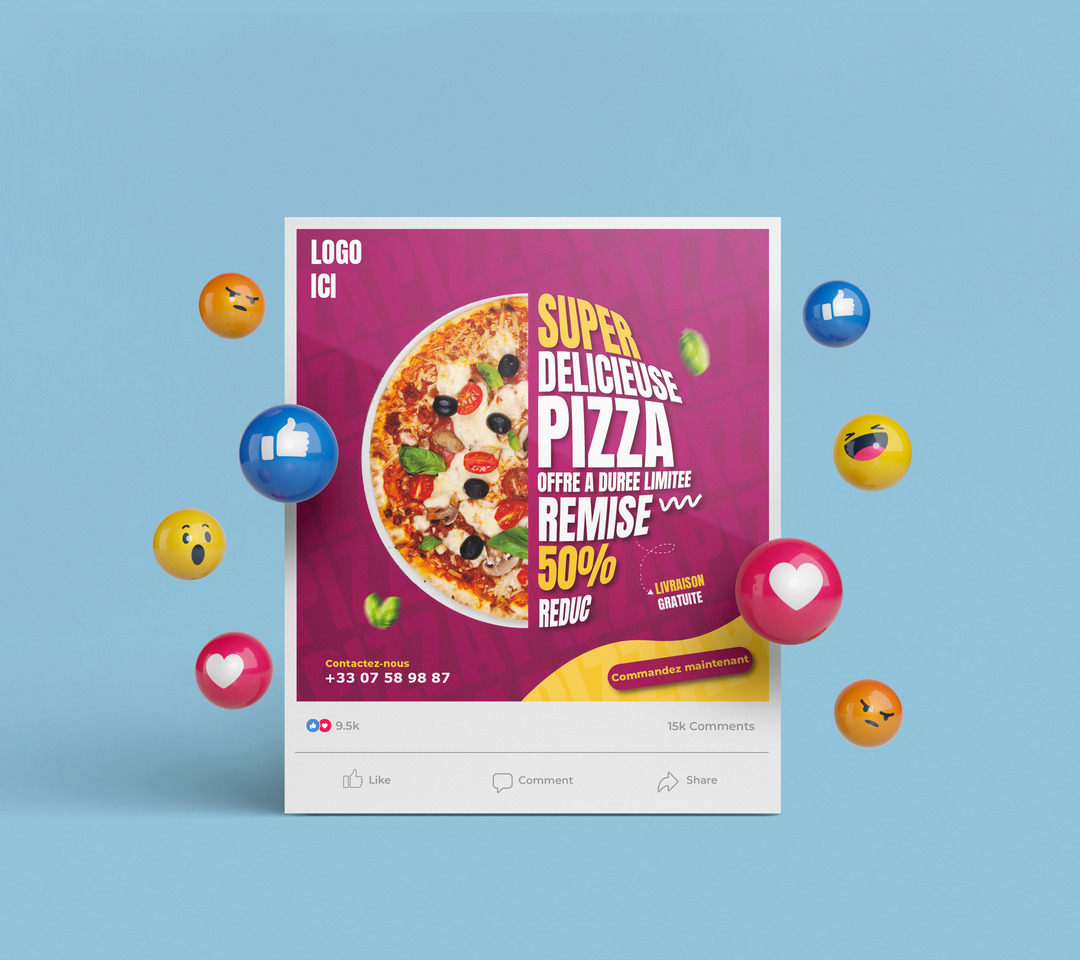 LOGO
ICI
SUPER
DELICIEUSE
PIZZA
OFFRE A DUREE LIMITEE
REMISE
50%
REDUC
LIVRAISON
GRATUITE
Contactez-nous
+33 07 58 98 87
Commandez maintenant
9.5k
15k Comments
Like
Comment
Share